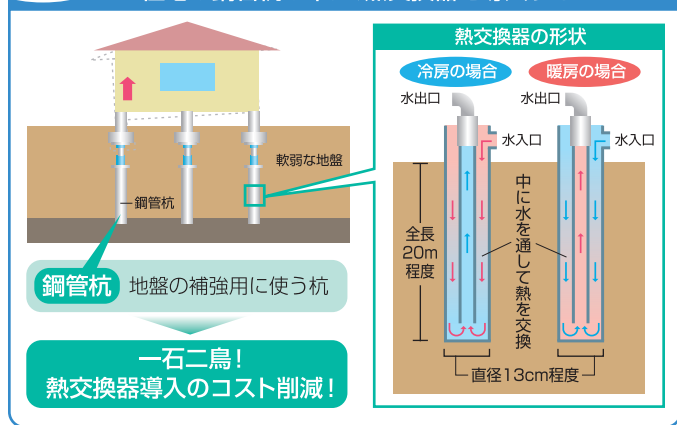 熱交換器の形状
冷房の場合
暖房の場合
水出口
水出口
水入口
水入口
軟弱な地盤
鋼管杭
全長
20m
程度
中に水を通して熱を交換
直径13cm程度
鋼管杭
地盤の補強用に使う杭
一石二鳥！
熱交換器導入のコスト削減！